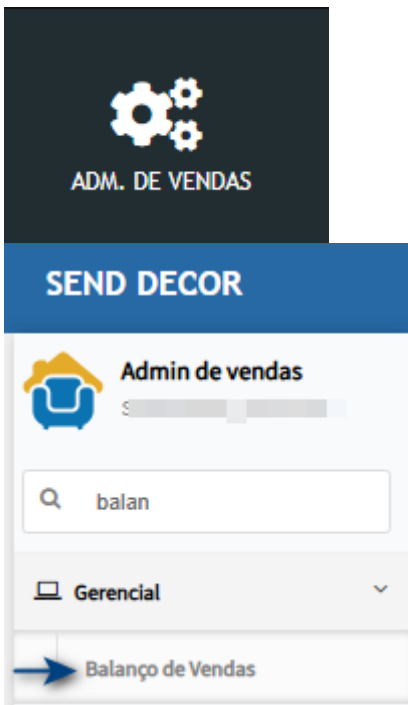 ADM. DE VENDAS
SEND DECOR
Admin de vendas
balan
Gerencial
Balanço de Vendas